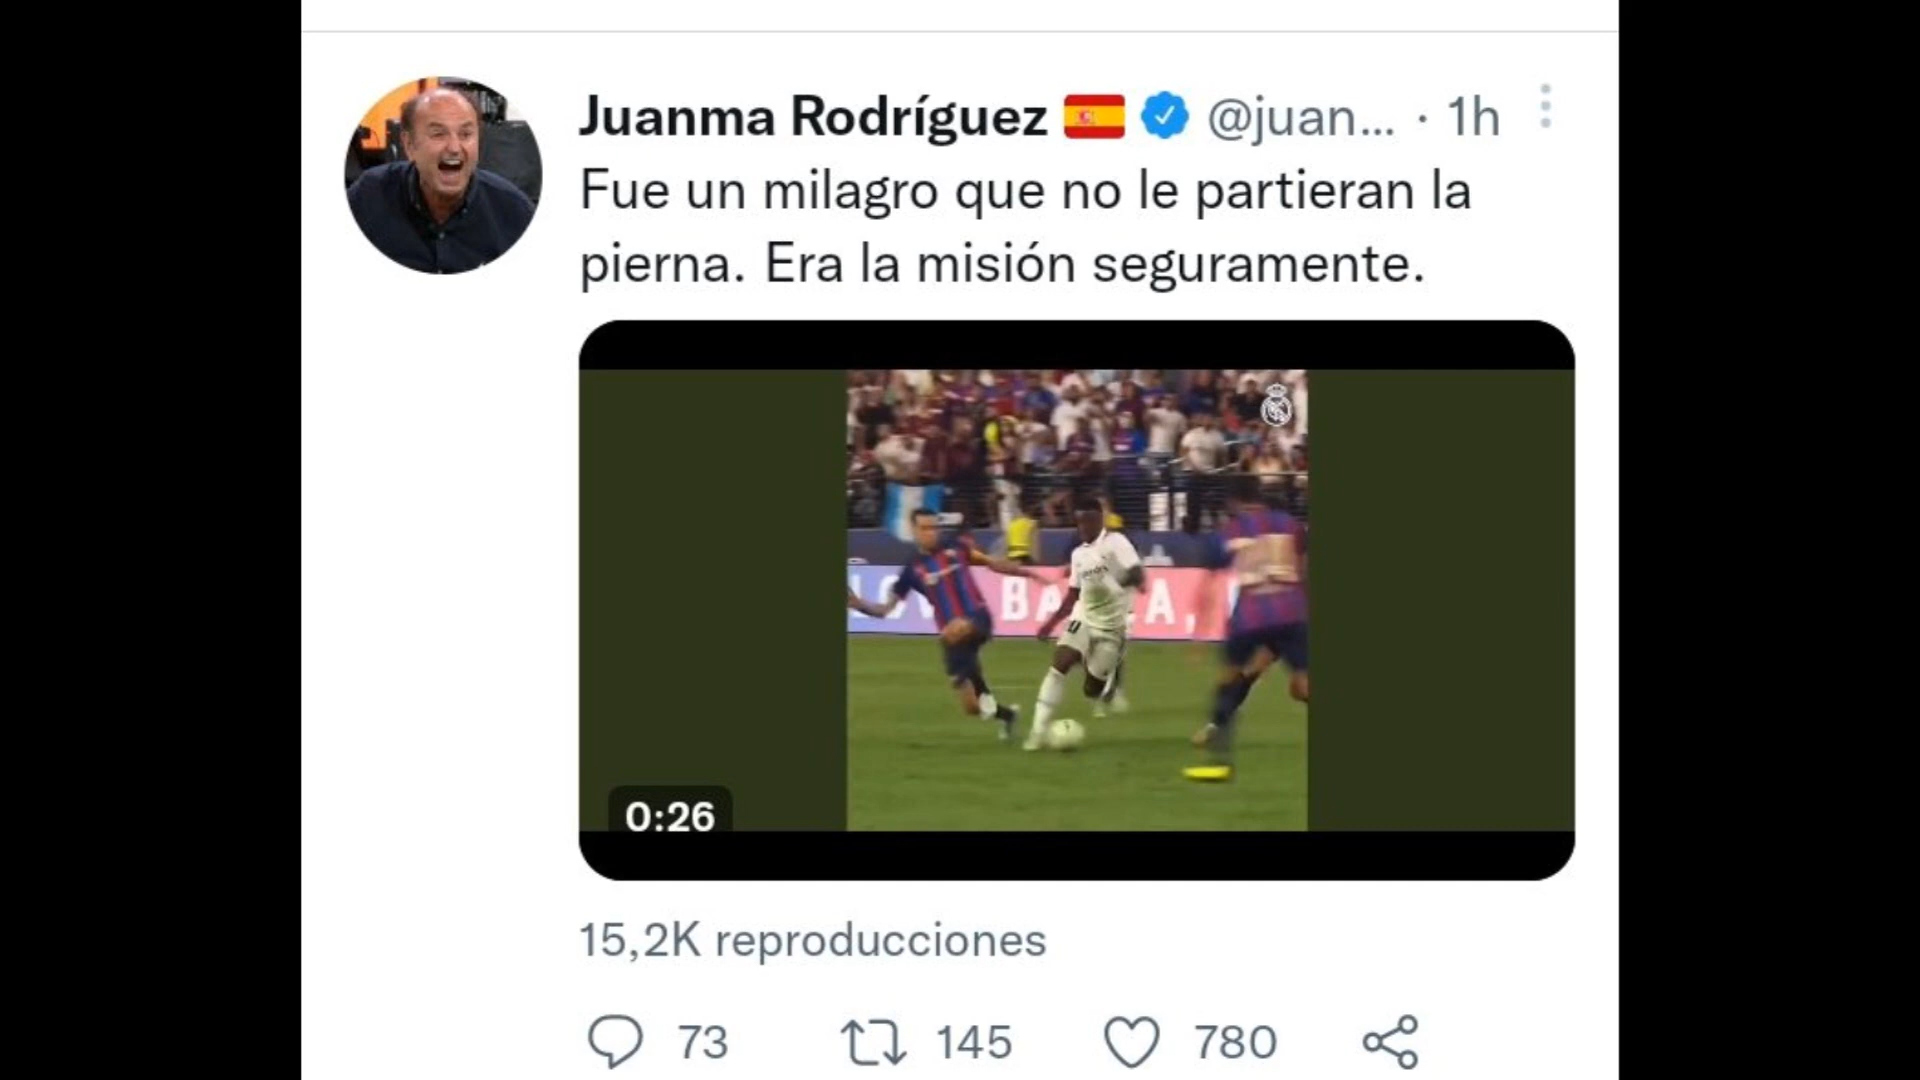 Juanma Rodríguez @juan... · 1h
Fue un milagro que no le partieran la
pierna. Era la misión seguramente.
BA A,
0:26
15,2K reproducciones
73 145 780